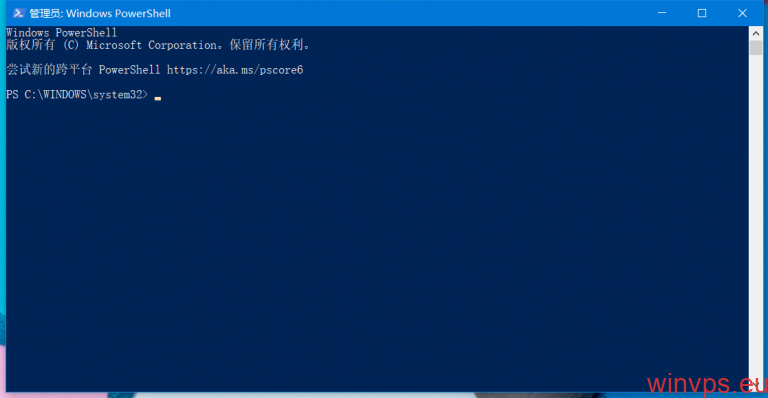 管理员: Windows PowerShell
Windows PowerShell
版权所有 (C) Microsoft Corporation。保留所有权利。
尝试新的跨平台 PowerShell https://aka.ms/pscore6
PS C:\WINDOWS\system32>
winvps.eu